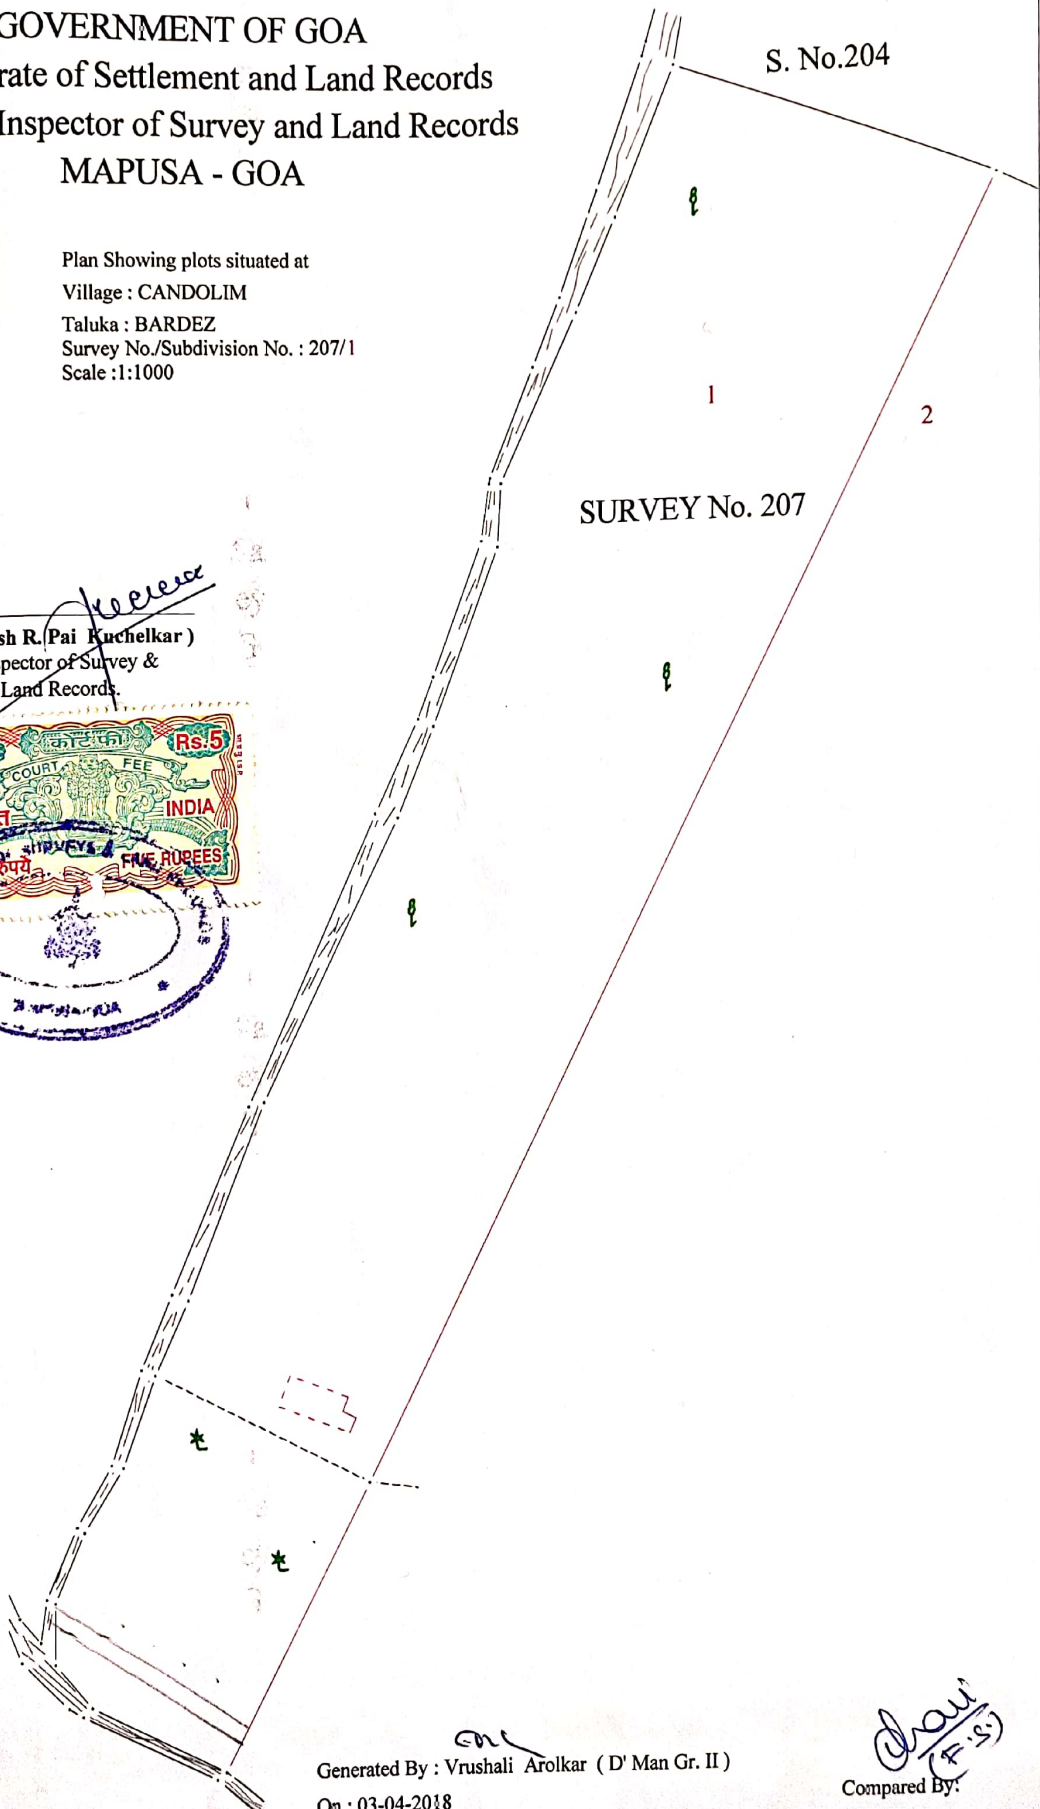 GOVERNMENT OF GOA
rate of Settlement and Land Records
Inspector of Survey and Land Records
MAPUSA - GOA
S. No.204
Plan Showing plots situated at
Village : CANDOLIM
Taluka : BARDEZ
Survey No./Subdivision No. : 207/1
Scale :1:1000
1
2
SURVEY No. 207
sh R. Pai Kuchelkar )
pector of Survey &
Land Records.
कोर्ट फी Rs.5
COURT FEE
INDIA
रुपये FIVE RUPEES
SURVEYS &
Generated By : Vrushali Arolkar ( D' Man Gr. II )
On : 03-04-2018
(F.S.)
Compared By: